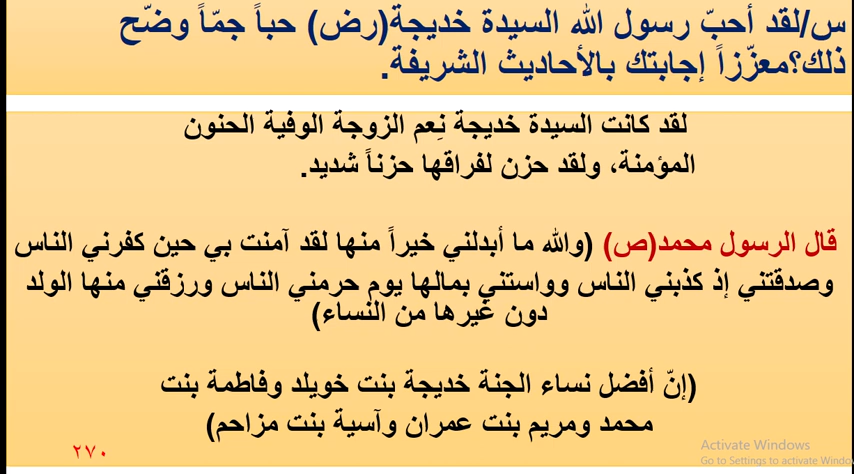 س/لقد أحبّ رسول الله السيدة خديجة(رض) حباً جمّاً وضّح
ذلك؟معزّزاً إجابتك بالأحاديث الشريفة.
لقد كانت السيدة خديجة نِعم الزوجة الوفية الحنون
المؤمنة، ولقد حزن لفراقها حزناً شديد.
قال الرسول محمد(ص) (والله ما أبدلني خيراً منها لقد آمنت بي حين كفرني الناس
وصدقتني إذ كذبني الناس وواستني بمالها يوم حرمني الناس ورزقني منها الولد
دون غيرها من النساء)
(إنّ أفضل نساء الجنة خديجة بنت خويلد وفاطمة بنت
محمد ومريم بنت عمران وآسية بنت مزاحم)
٢٧٠
Activate Windows
Go to Settings to activate Windo